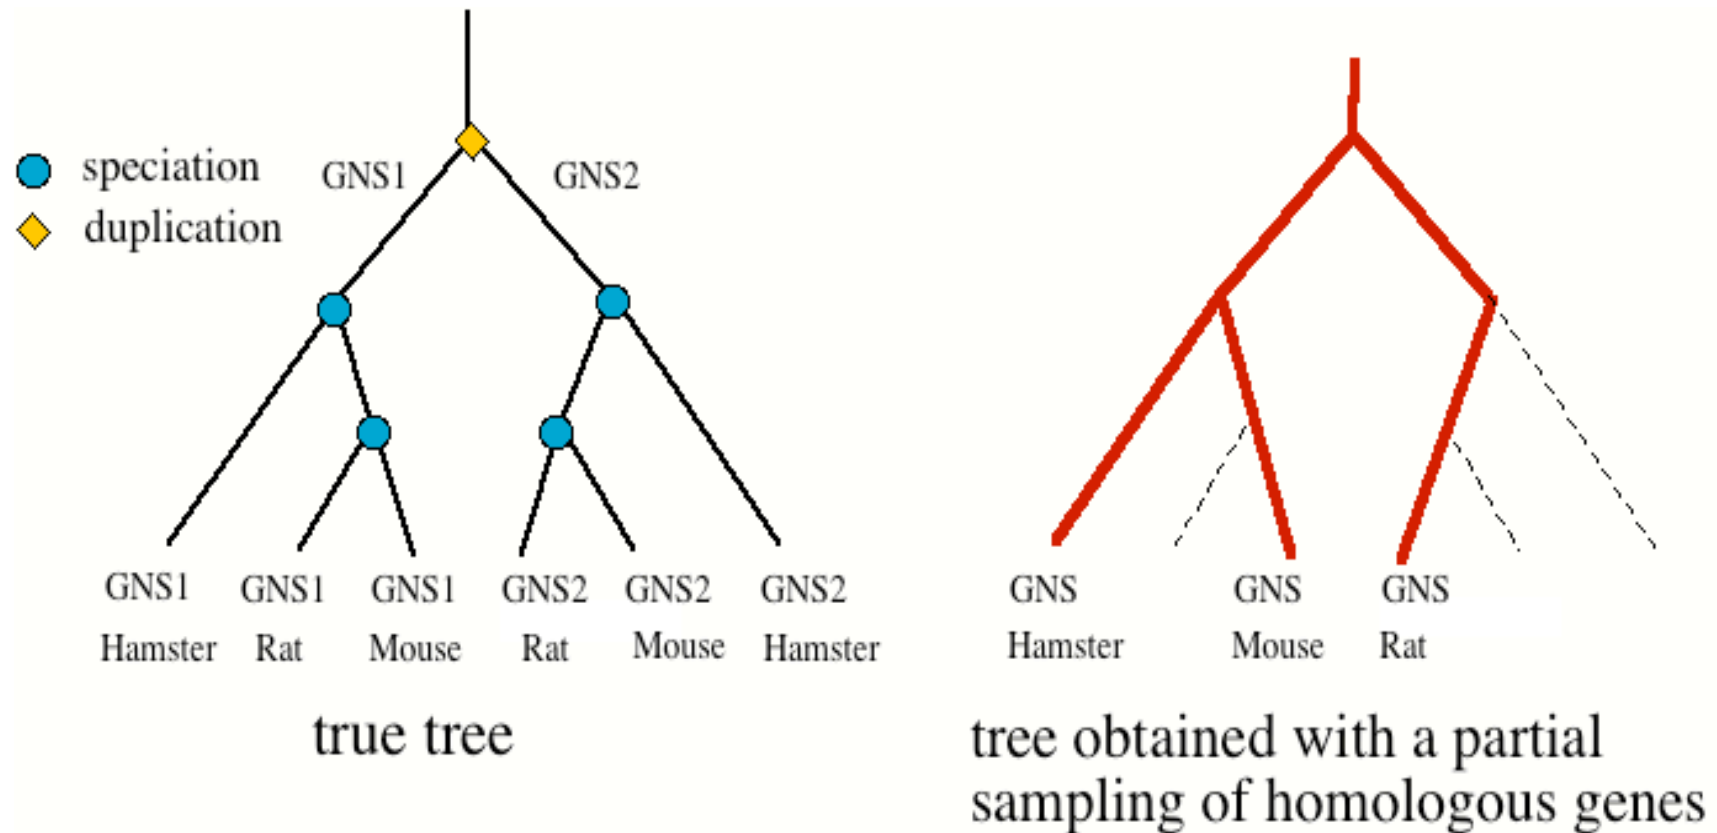 speciation
duplication
GNS1 GNS2
GNS1 GNS1 GNS1 GNS2 GNS2 GNS2
Hamster Rat Mouse Rat Mouse Hamster
true tree
GNS GNS GNS
Hamster Mouse Rat
tree obtained with a partial
sampling of homologous genes